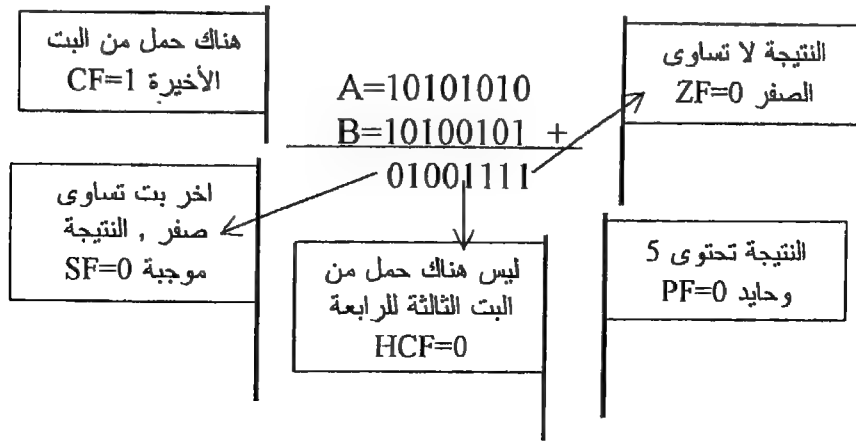 هناك حمل من البت
الأخيرة CF=1
A=10101010
B=10100101 +
01001111
النتيجة لا تساوى
الصفر ZF=0
اخر بت تساوى
صفر , النتيجة
موجبة SF=0
ليس هناك حمل من
البت الثالثة للرابعة
HCF=0
النتيجة تحتوى 5
وحايد PF=0